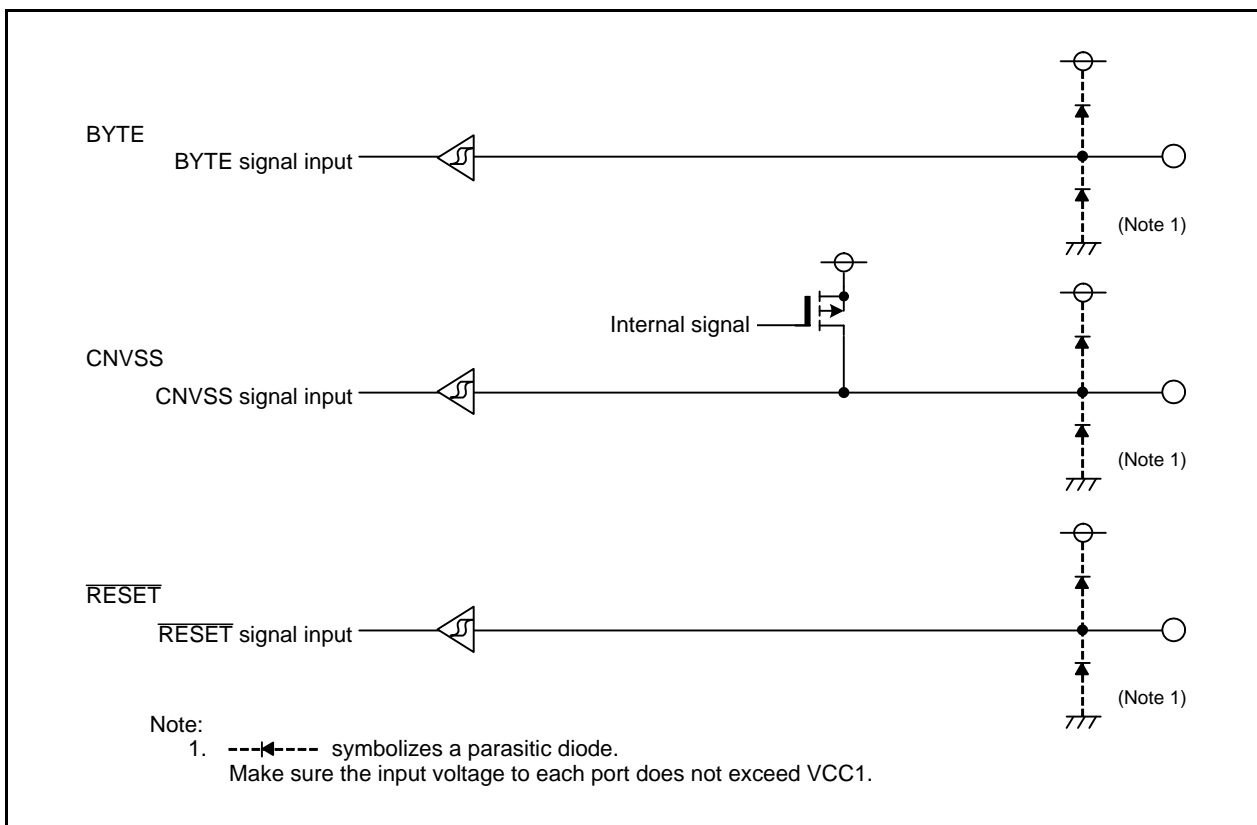 BYTE
BYTE signal input
(Note 1)
Internal signal
CNVSS
CNVSS signal input
(Note 1)
RESET
RESET signal input
(Note 1)
Note:
1. symbolizes a parasitic diode.
Make sure the input voltage to each port does not exceed VCC1.